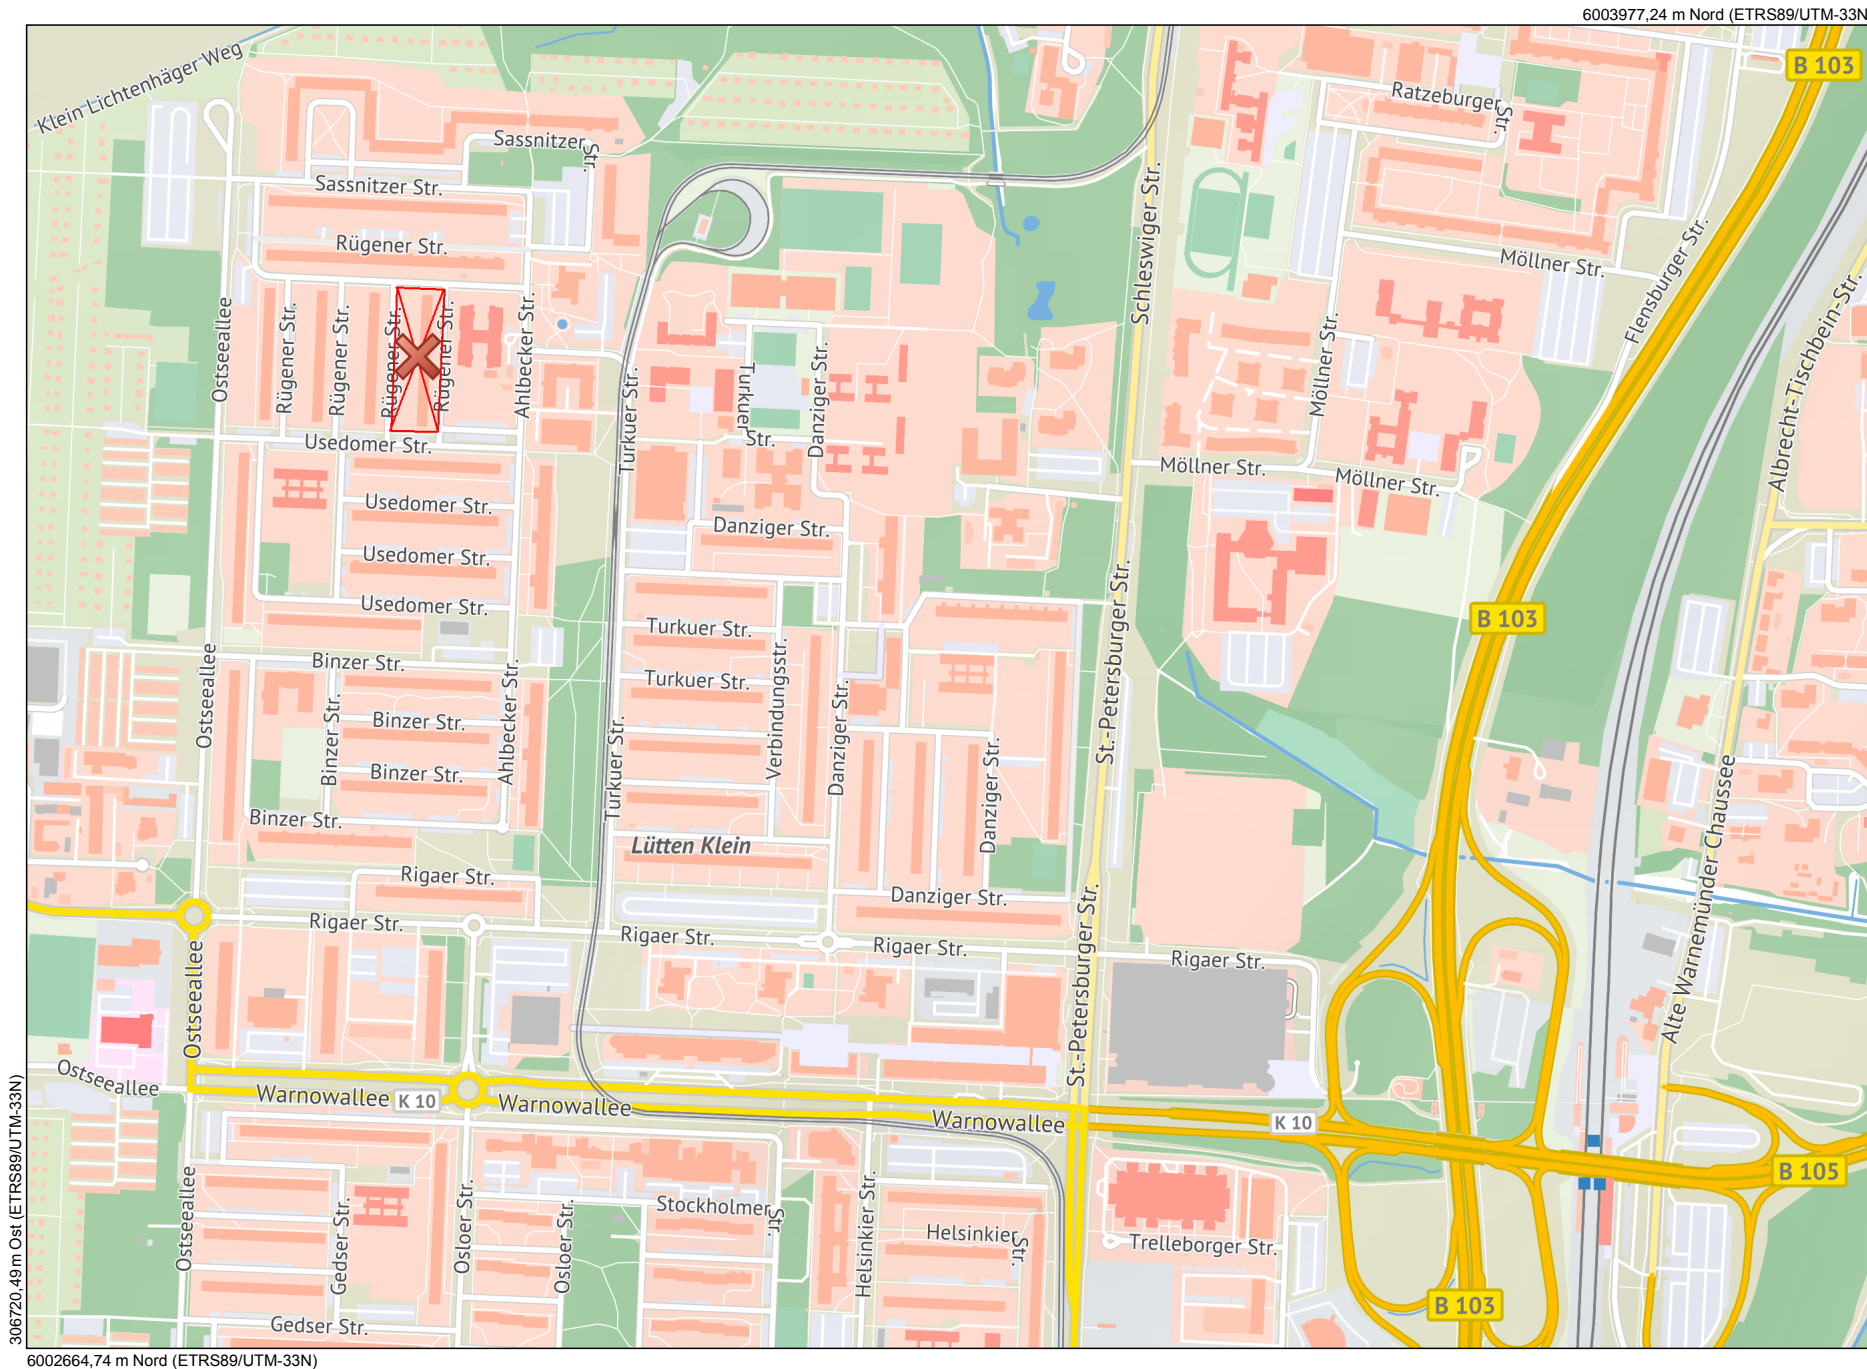 6003977,24 m Nord (ETRS89/UTM-33N
Klein Lichtenhäger Weg
B 103
Ratzeburger
Str.
Sassnitzer
Str.
Sassnitzer Str.
Schleswiger Str.
Rügener Str.
Möllner Str.
Flensburger Str.
Albrecht-Tischbein-Str.
Ostseeallee
Rügener Str.
Rügener Str.
Rügener Str.
Rügener Str.
Ahlbecker Str.
Turkuer Str.
Turkuer
Str.
Danziger Str.
Möllner Str.
Usedomer Str.
Möllner Str.
Möllner Str.
Usedomer Str.
Danziger Str.
Usedomer Str.
Usedomer Str.
St.-Petersburger Str.
B 103
Turkuer Str.
Binzer Str.
Ostseeallee
Turkuer Str.
Verbindungsstr.
Danziger Str.
Binzer Str.
Binzer Str.
Ahlbecker Str.
Turkuer Str.
Danziger Str.
Binzer Str.
Binzer Str.
Lütten Klein
Alte Warnemünder Chaussee
Rigaer Str.
Danziger Str.
Rigaer Str.
Rigaer Str.
Rigaer Str.
Rigaer Str.
Ostseeallee
St.-Petersburger Str.
Ostseeallee
Warnowallee
K 10
Warnowallee
Warnowallee
K 10
B 105
Ostseeallee
Gedser Str.
Osloer Str.
Osloer Str.
Stockholmer
Str.
Helsinkier Str.
Helsinkier
Str.
Trelleborger Str.
B 103
Gedser Str.
306720,49 m Ost (ETRS89/UTM-33N)
6002664,74 m Nord (ETRS89/UTM-33N)